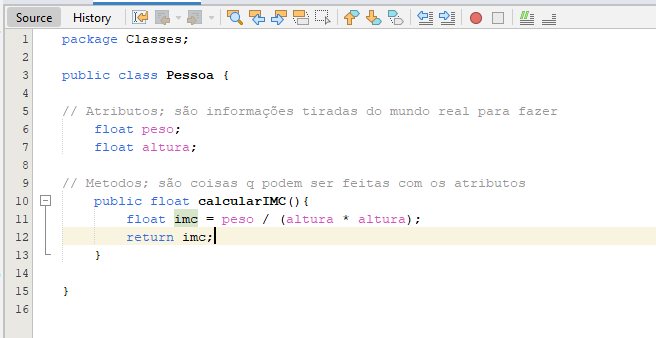 Source History
1 package Classes;
2
3 public class Pessoa {
4
5 // Atributos; são informações tiradas do mundo real para fazer
6 float peso;
7 float altura;
8
9 // Metodos; são coisas q podem ser feitas com os atributos
10 public float calcularIMC(){
11 float imc = peso / (altura * altura);
12 return imc;
13 }
14
15 }
16